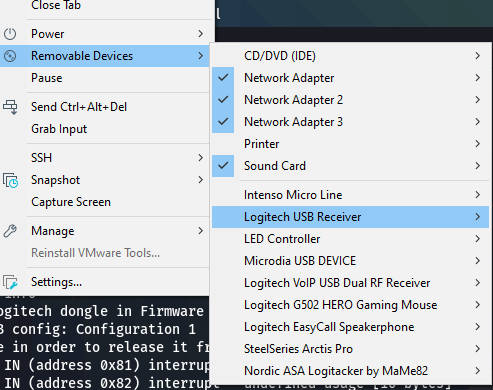 Close Tab
Power
Removable Devices
Pause
Send Ctrl+Alt+Del
Grab Input
SSH
Snapshot
Capture Screen
Manage
Reinstall VMware Tools...
Settings...
CD/DVD (IDE)
Network Adapter
Network Adapter 2
Network Adapter 3
Printer
Sound Card
Intenso Micro Line
Logitech USB Receiver
LED Controller
Microdia USB DEVICE
Logitech VoIP USB Dual RF Receiver
Logitech G502 HERO Gaming Mouse
Logitech EasyCall Speakerphone
SteelSeries Arctis Pro
Nordic ASA Logitacker by MaMe82
ogitech dongle in Firmware
B config: Configuration 1
e in order to release it fr
IN (address 0x81) interrup
IN (address 0x82) interrupt - undefined usage [16 bytes]